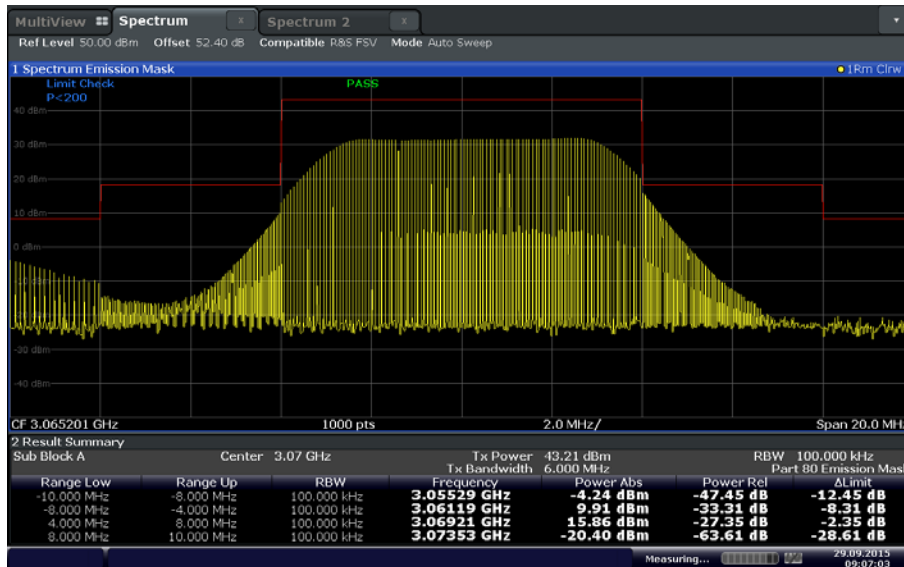 MultiView Spectrum x Spectrum 2 x
Ref Level 50.00 dBm Offset 52.40 dB Compatible R&S FSV Mode Auto Sweep
1 Spectrum Emission Mask 1Rm Clrw
Limit Check PASS
P<200
40 dBm
30 dBm
20 dBm
10 dBm
0 dBm
-20 dBm
-30 dBm
-40 dBm
CF 3.065201 GHz 1000 pts 2.0 MHz/ Span 20.0 MHz
2 Result Summary
Sub Block A Center 3.07 GHz Tx Power 43.21 dBm RBW 100.000 kHz
Tx Bandwidth 6.000 MHz Part 80 Emission Mask
Range Low Range Up RBW Frequency Power Abs Power Rel ΔLimit
-10.000 MHz -8.000 MHz 100.000 kHz 3.05529 GHz -4.24 dBm -47.45 dB -12.45 dB
-8.000 MHz -4.000 MHz 100.000 kHz 3.06119 GHz 9.91 dBm -33.31 dB -8.31 dB
4.000 MHz 8.000 MHz 100.000 kHz 3.06921 GHz 15.86 dBm -27.35 dB -2.35 dB
8.000 MHz 10.000 MHz 100.000 kHz 3.07353 GHz -20.40 dBm -63.61 dB -28.61 dB
Measuring... 29.09.2015
09:07:03